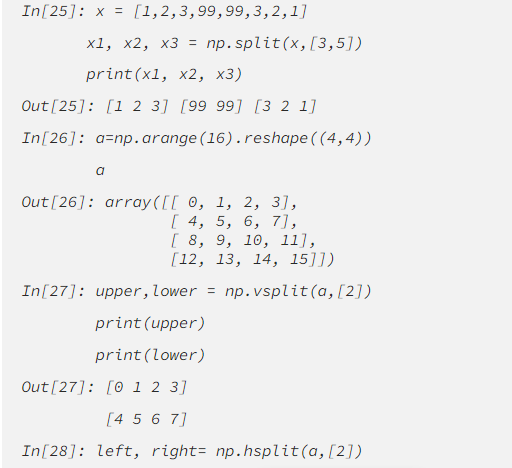 In[25]: x = [1,2,3,99,99,3,2,1]
x1, x2, x3 = np.split(x,[3,5])
print(x1, x2, x3)
Out[25]: [1 2 3] [99 99] [3 2 1]
In[26]: a=np.arange(16).reshape((4,4))
a
Out[26]: array([[ 0, 1, 2, 3],
[ 4, 5, 6, 7],
[ 8, 9, 10, 11],
[12, 13, 14, 15]])
In[27]: upper,lower = np.vsplit(a,[2])
print(upper)
print(lower)
Out[27]: [0 1 2 3]
[4 5 6 7]
In[28]: left, right= np.hsplit(a,[2])